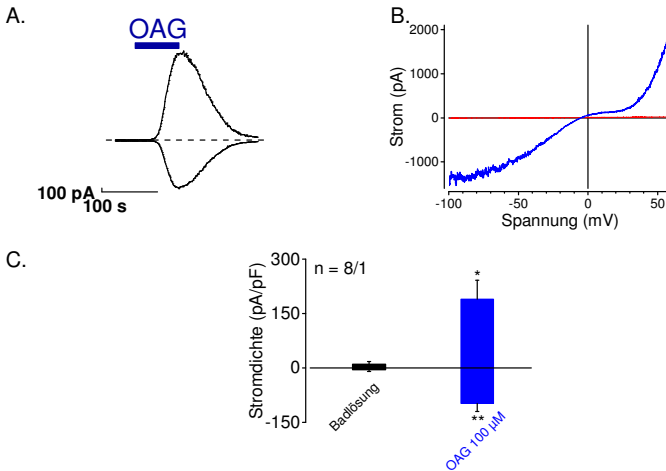 A.
OAG
100 pA
100 s
B.
Strom (pA)
2000
1000
0
-1000
-100
-50
0
50
Spannung (mV)
C.
n = 8/1
Stromdichte (pA/pF)
300
150
0
-150
*
**
Badlösung
OAG 100 µM